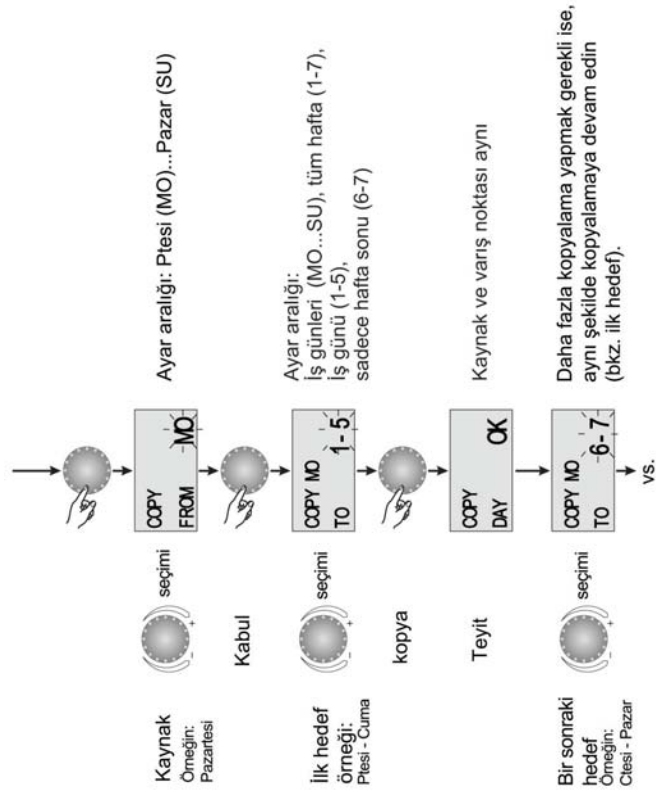 Kaynak
Örneğin:
Pazartesi
seçimi
- +
COPY
FROM MO
Ayar aralığı: Ptesi (MO)...Pazar (SU)
Kabul
İlk hedef
örneği:
Ptesi - Cuma
seçimi
- +
COPY MO
TO 1-5
Ayar aralığı:
İş günleri (MO...SU), tüm hafta (1-7),
İş günü (1-5),
sadece hafta sonu (6-7)
kopya
Teyit
COPY
DAY OK
Kaynak ve varış noktası aynı
Bir sonraki
hedef
Örneğin:
Ctesi - Pazar
seçimi
- +
COPY MO
TO 6-7
Daha fazla kopyalama yapmak gerekli ise,
aynı şekilde kopyalamaya devam edin
(bkz. ilk hedef).
vs.